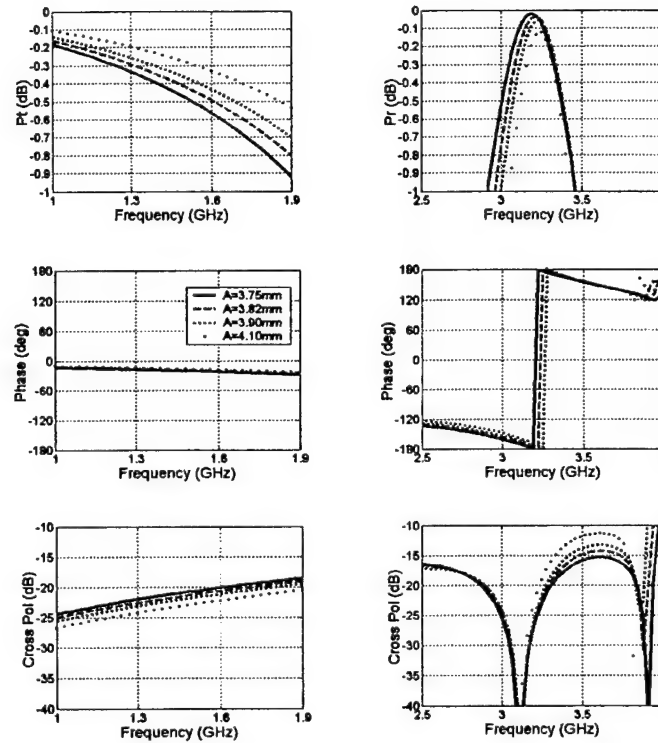 0
-0.1
-0.2
-0.3
-0.4
-0.5
-0.6
-0.7
-0.8
-0.9
-1
Pt (dB)
1 1.3 1.6 1.9
Frequency (GHz)
0
-0.1
-0.2
-0.3
-0.4
-0.5
-0.6
-0.7
-0.8
-0.9
-1
Pr (dB)
2.5 3 3.5
Frequency (GHz)
180
120
60
0
-60
-120
-180
Phase (deg)
A=3.75mm
A=3.82mm
A=3.90mm
A=4.10mm
1 1.3 1.6 1.9
Frequency (GHz)
180
120
60
0
-60
-120
-180
Phase (deg)
2.5 3 3.5
Frequency (GHz)
-10
-15
-20
-25
-30
-35
-40
Cross Pol (dB)
1 1.3 1.6 1.9
Frequency (GHz)
-10
-15
-20
-25
-30
-35
-40
Cross Pol (dB)
2.5 3 3.5
Frequency (GHz)